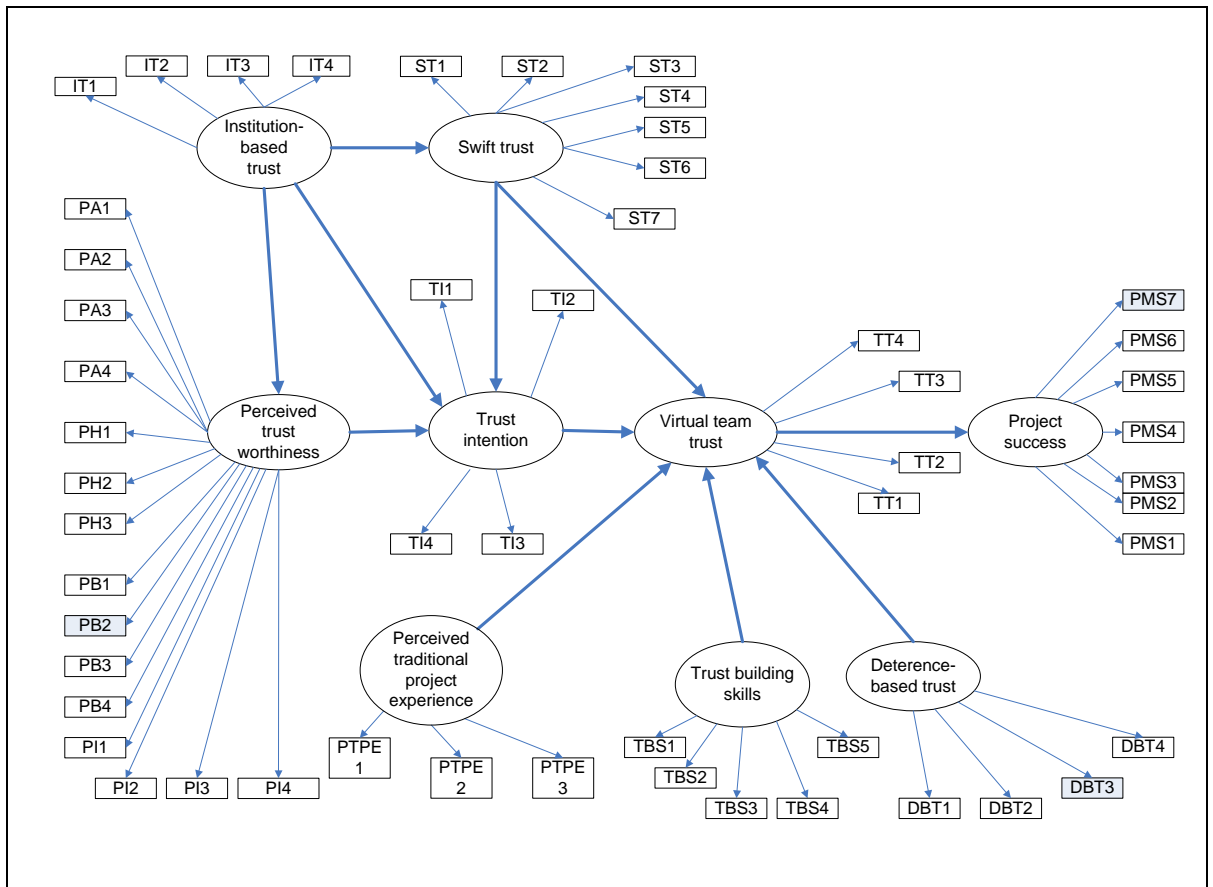 IT1
IT2
IT3
IT4
ST1
ST2
ST3
ST4
ST5
ST6
ST7
Institution-
based
trust
Swift trust
PA1
PA2
PA3
PA4
PH1
PH2
PH3
PB1
PB2
PB3
PB4
PI1
PI2
PI3
PI4
Perceived
trust
worthiness
TI1
TI2
Trust
intention
TI4
TI3
Virtual team
trust
TT4
TT3
TT2
TT1
Project
success
PMS7
PMS6
PMS5
PMS4
PMS3
PMS2
PMS1
Perceived
traditional
project
experience
PTPE
1
PTPE
2
PTPE
3
Trust building
skills
TBS1
TBS2
TBS3
TBS4
TBS5
Deterence-
based trust
DBT1
DBT2
DBT3
DBT4